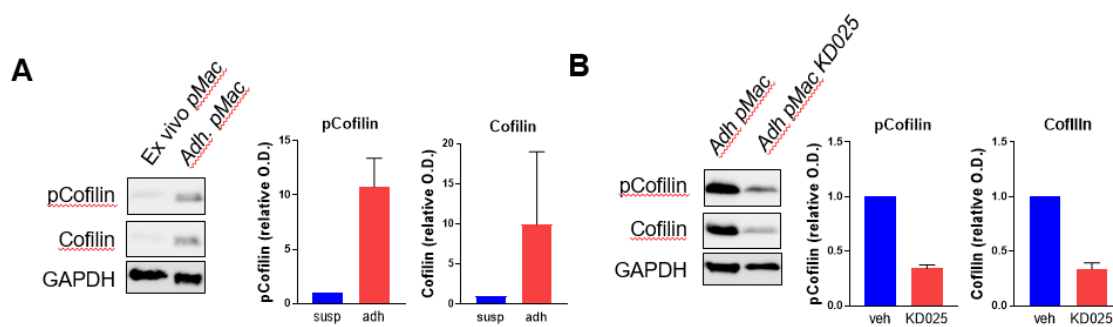 A
Ex vivo pMac
Adh. pMac
pCofilin
Cofilin
GAPDH
pCofilin
pCofilin (relative O.D.)
15
10
5
0
susp
adh
Cofilin
Cofilin (relative O.D.)
20
15
10
5
0
susp
adh
B
Adh pMac
Adh pMac KD025
pCofilin
Cofilin
GAPDH
pCofilin
pCofilin (relative O.D.)
1.5
1.0
0.5
0.0
veh
KD025
Cofilin
Cofilin (relative O.D.)
1.5
1.0
0.5
0.0
veh
KD025